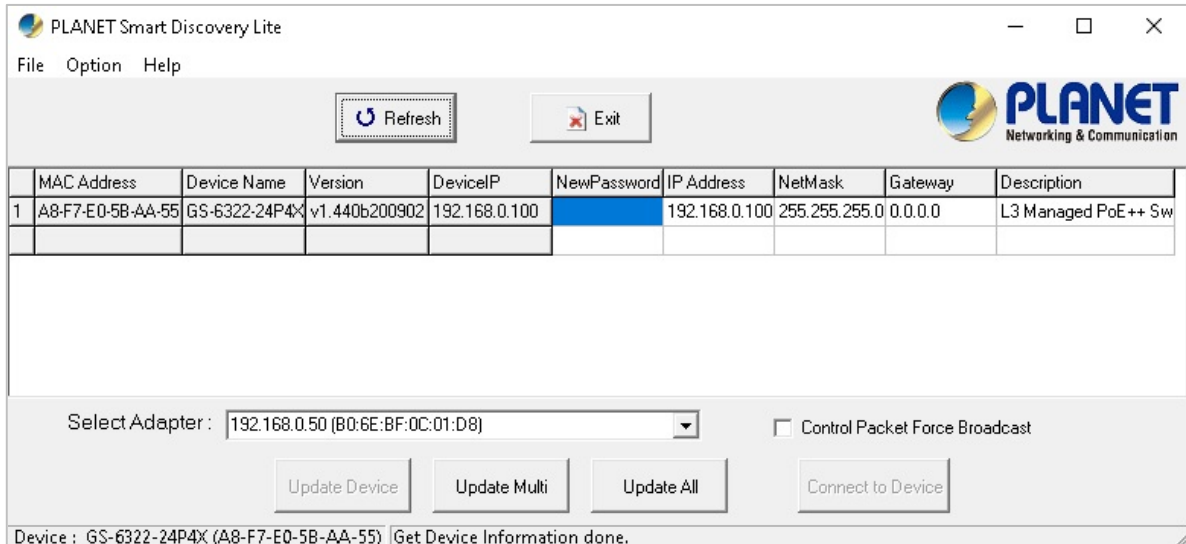 PLANET Smart Discovery Lite
File Option Help
Refresh Exit
PLANET
Networking & Communication
MAC Address Device Name Version DeviceIP NewPassword IP Address NetMask Gateway Description
1 A8-F7-E0-5B-AA-55 GS-6322-24P4X v1.440b200902 192.168.0.100 192.168.0.100 255.255.255.0 0.0.0.0 L3 Managed PoE++ Sw
Select Adapter : 192.168.0.50 (B0:6E:BF:0C:01:D8) Control Packet Force Broadcast
Update Device Update Multi Update All Connect to Device
Device : GS-6322-24P4X (A8-F7-E0-5B-AA-55) Get Device Information done.